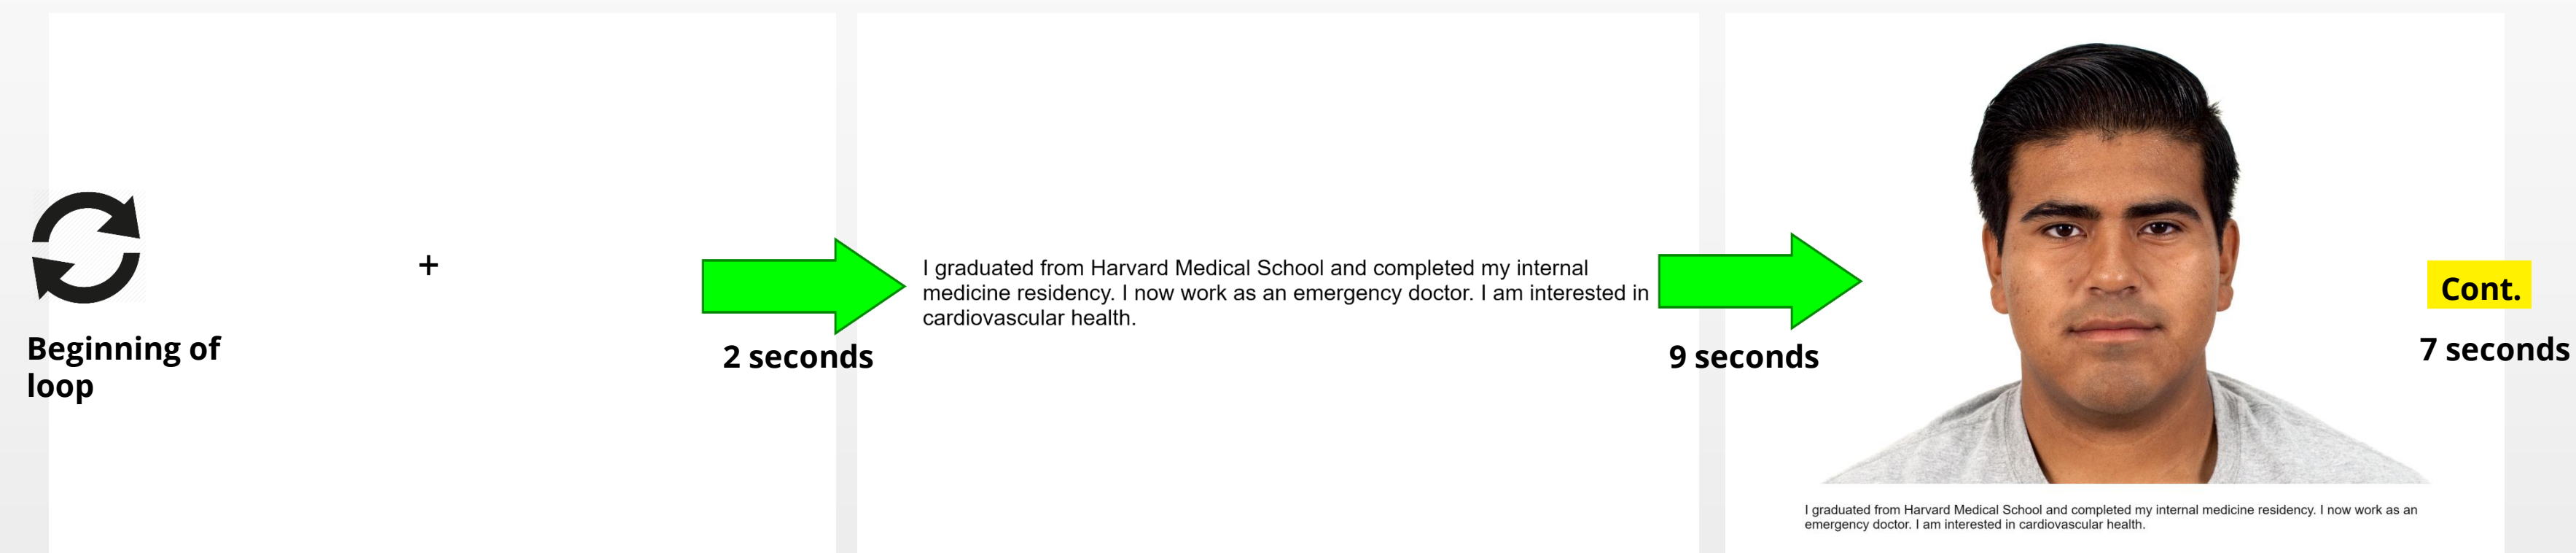 Beginning of
loop
+
2 seconds
I graduated from Harvard Medical School and completed my internal
medicine residency. I now work as an emergency doctor. I am interested in
cardiovascular health.
9 seconds
I graduated from Harvard Medical School and completed my internal medicine residency. I now work as an
emergency doctor. I am interested in cardiovascular health.
Cont.
7 seconds